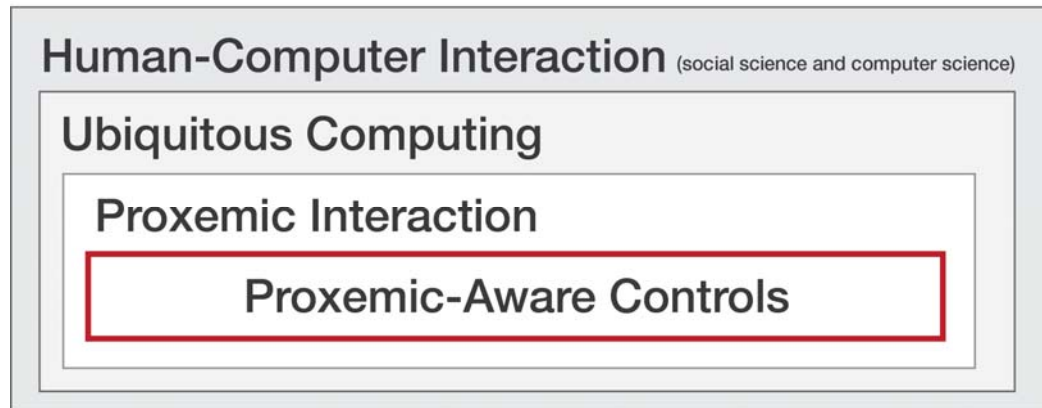 Human-Computer Interaction (social science and computer science)
Ubiquitous Computing
Proxemic Interaction
Proxemic-Aware Controls